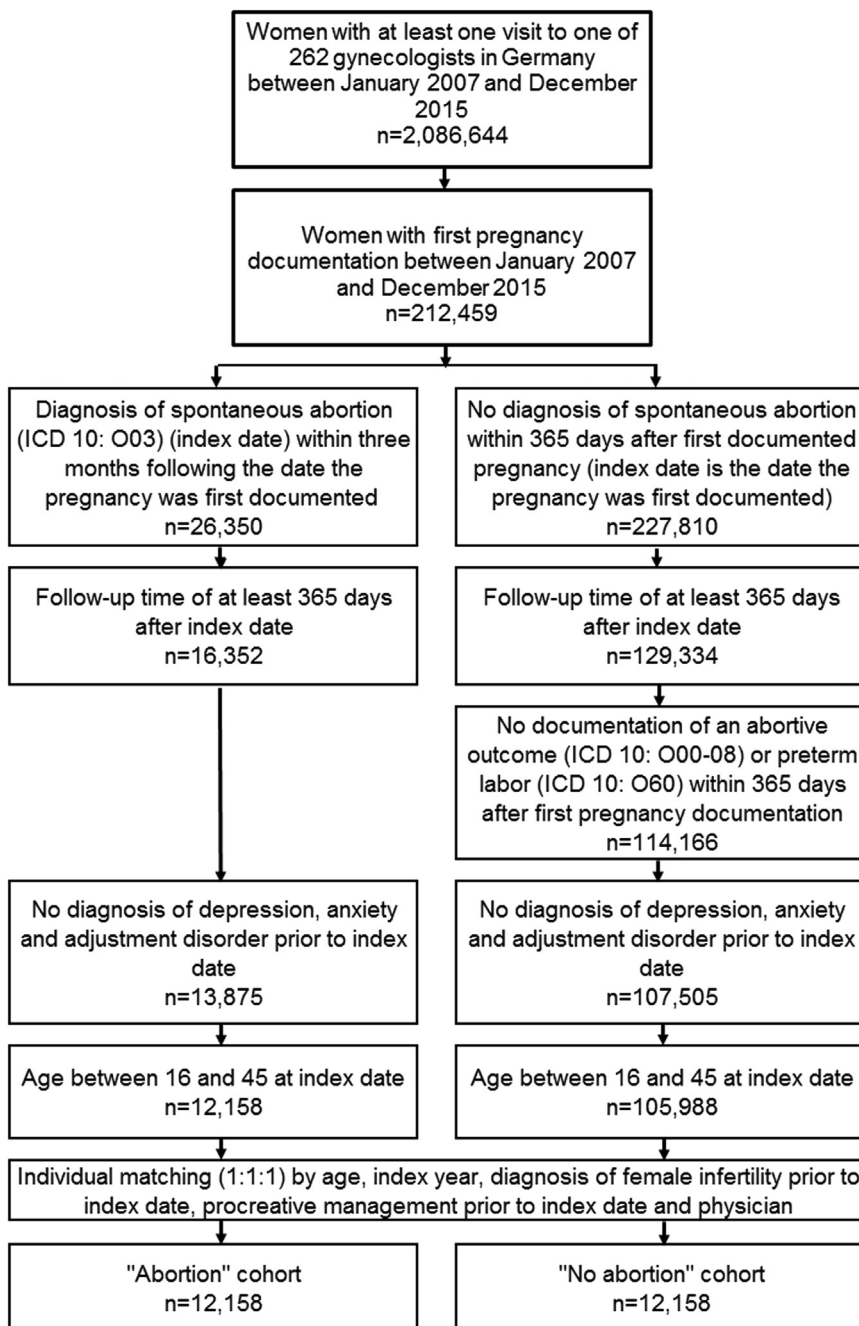 Women with at least one visit to one of
262 gynecologists in Germany
between January 2007 and December
2015
n=2,086,644
Women with first pregnancy
documentation between January 2007
and December 2015
n=212,459
Diagnosis of spontaneous abortion
(ICD 10: O03) (index date) within three
months following the date the
pregnancy was first documented
n=26,350
No diagnosis of spontaneous abortion
within 365 days after first documented
pregnancy (index date is the date the
pregnancy was first documented)
n=227,810
Follow-up time of at least 365 days
after index date
n=16,352
Follow-up time of at least 365 days
after index date
n=129,334
No documentation of an abortive
outcome (ICD 10: O00-08) or preterm
labor (ICD 10: O60) within 365 days
after first pregnancy documentation
n=114,166
No diagnosis of depression, anxiety
and adjustment disorder prior to index
date
n=13,875
No diagnosis of depression, anxiety
and adjustment disorder prior to index
date
n=107,505
Age between 16 and 45 at index date
n=12,158
Age between 16 and 45 at index date
n=105,988
Individual matching (1:1:1) by age, index year, diagnosis of female infertility prior to
index date, procreative management prior to index date and physician
"Abortion" cohort
n=12,158
"No abortion" cohort
n=12,158